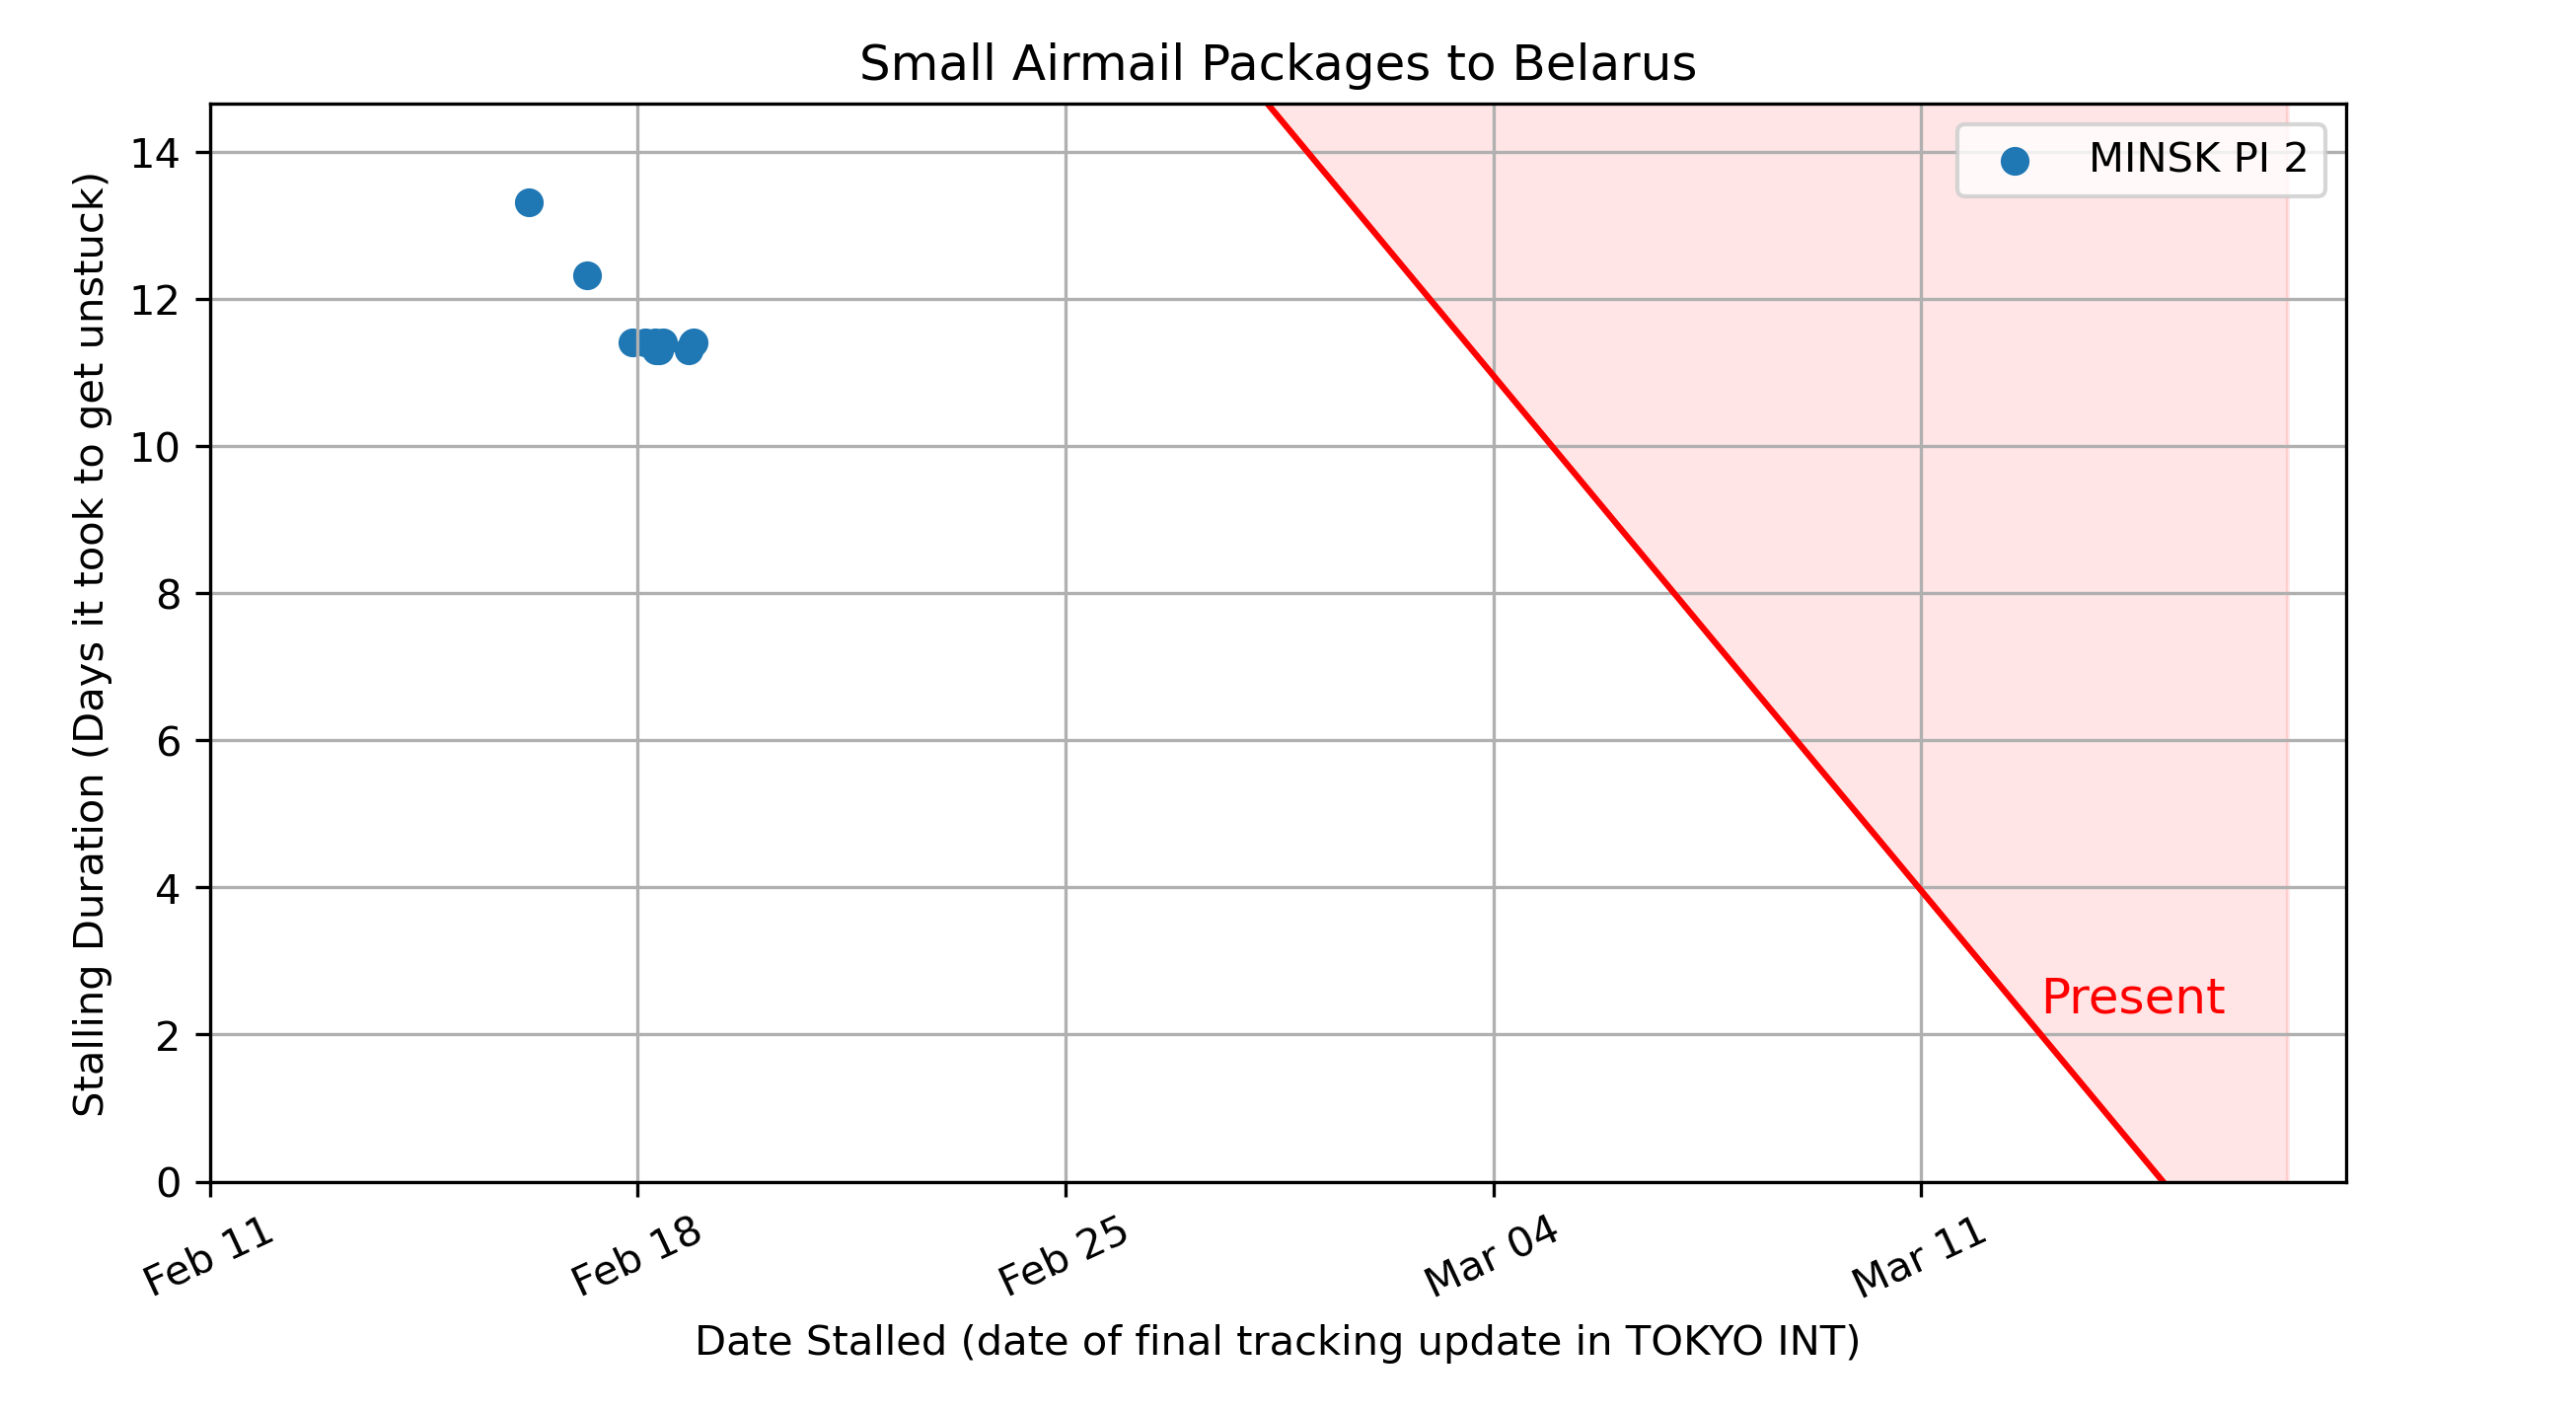 Small Airmail Packages to Belarus
MINSK PI 2
Stalling Duration (Days it took to get unstuck)
14
12
10
8
6
4
2
0
Present
Feb 11
Feb 18
Feb 25
Mar 04
Mar 11
Date Stalled (date of final tracking update in TOKYO INT)